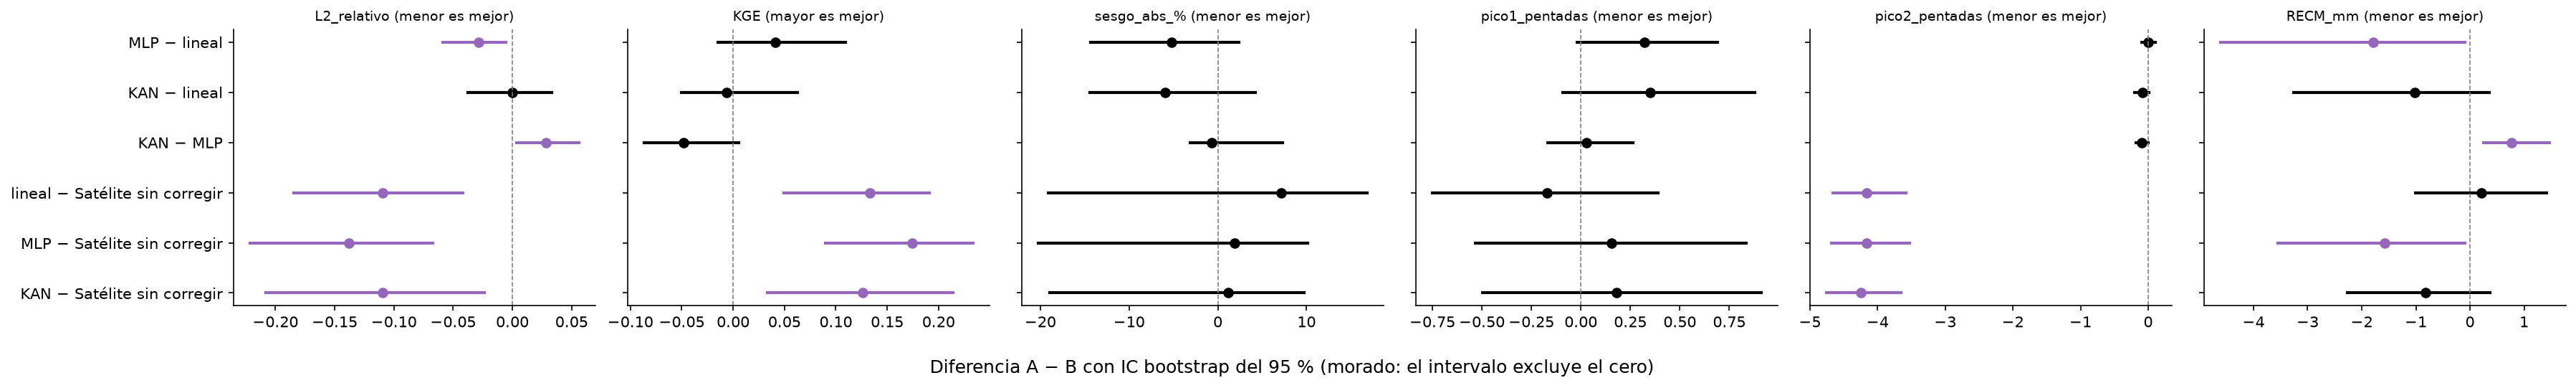 L2_relativo (menor es mejor)
KGE (mayor es mejor)
sesgo_abs_% (menor es mejor)
pico1_pentadas (menor es mejor)
pico2_pentadas (menor es mejor)
RECM_mm (menor es mejor)
MLP − lineal
KAN − lineal
KAN − MLP
lineal − Satélite sin corregir
MLP − Satélite sin corregir
KAN − Satélite sin corregir
−0.20 −0.15 −0.10 −0.05 0.00 0.05
−0.10 −0.05 0.00 0.05 0.10 0.15 0.20
−20 −10 0 10
−0.75 −0.50 −0.25 0.00 0.25 0.50 0.75
−5 −4 −3 −2 −1 0
−4 −3 −2 −1 0 1
Diferencia A − B con IC bootstrap del 95 % (morado: el intervalo excluye el cero)